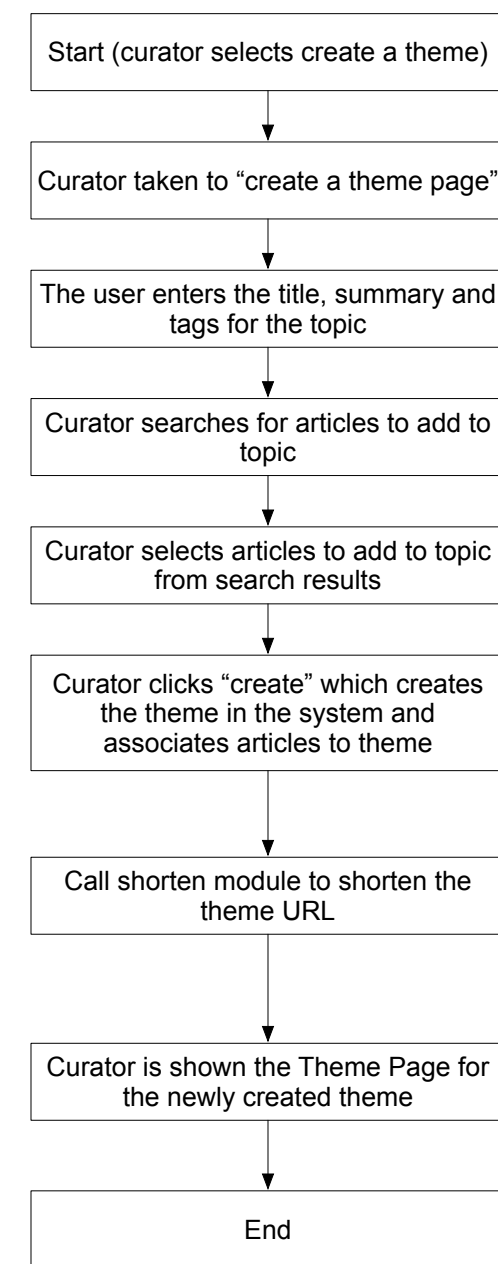 Start (curator selects create a theme)
Curator taken to “create a theme page”
The user enters the title, summary and
tags for the topic
Curator searches for articles to add to
topic
Curator selects articles to add to topic
from search results
Curator clicks “create” which creates
the theme in the system and
associates articles to theme
Call shorten module to shorten the
theme URL
Curator is shown the Theme Page for
the newly created theme
End